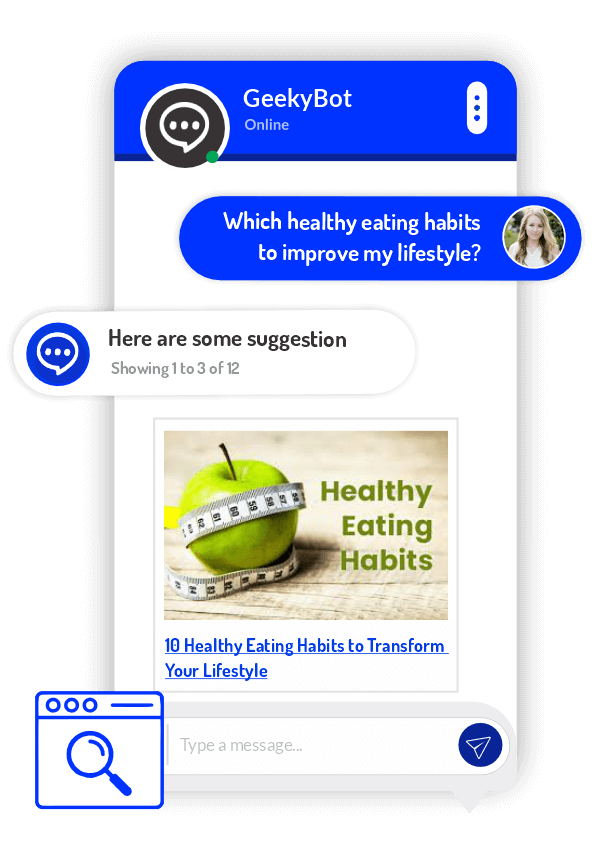 GeekyBot
Online
Which healthy eating habits
to improve my lifestyle?
Here are some suggestion
Showing 1 to 3 of 12
Healthy
Eating
Habits
10 Healthy Eating Habits to Transform
Your Lifestyle
Type a message...